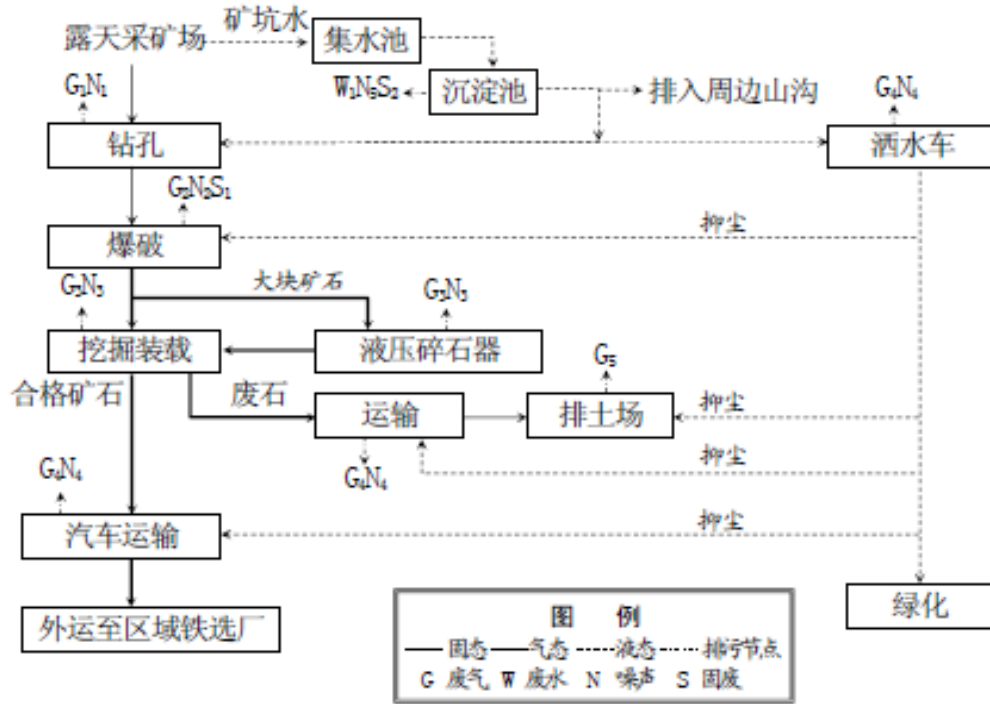 矿坑水
露天采矿场
集水池
G₁N₁
W₁N₅S₂
沉淀池
排入周边山沟
G₄N₄
钻孔
洒水车
G₂N₂S₁
爆破
抑尘
大块矿石
G₃N₃
G₃N₃
挖掘装载
液压碎石器
合格矿石
废石
G₅
运输
排土场
抑尘
G₄N₄
抑尘
G₄N₄
汽车运输
抑尘
外运至区域铁选厂
绿化
图 例
固态 气态 液态 排污节点
G 废气 W 废水 N 噪声 S 固废